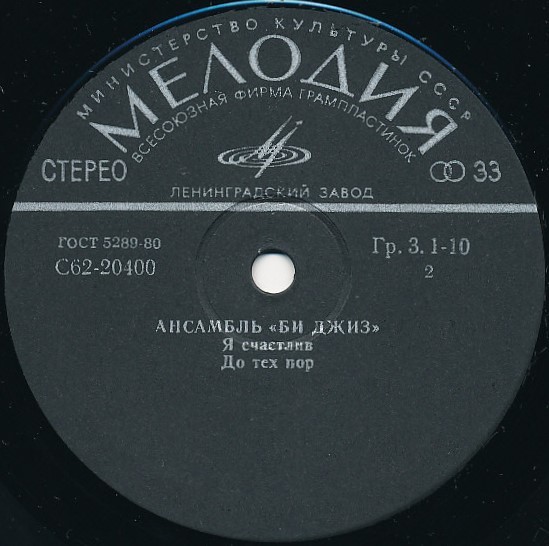 МИНИСТЕРСТВО КУЛЬТУРЫ СССР
МЕЛОДИЯ
ВСЕСОЮЗНАЯ ФИРМА ГРАМПЛАСТИНОК
СТЕРЕО
33
ЛЕНИНГРАДСКИЙ ЗАВОД
ГОСТ 5289-80
Гр. 3. 1-10
С62-20400
2
АНСАМБЛЬ «БИ ДЖИЗ»
Я счастлив
До тех пор